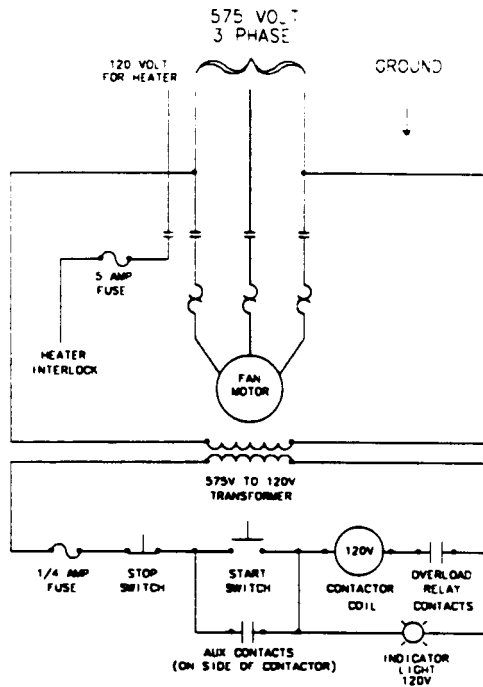 575 VOLT
3 PHASE
120 VOLT
FOR HEATER
GROUND
5 AMP
FUSE
HEATER
INTERLOCK
FAN
MOTOR
575V TO 120V
TRANSFORMER
120V
1/4 AMP
FUSE
STOP
SWITCH
START
SWITCH
CONTACTOR
COIL
OVERLOAD
RELAY
CONTACTS
AUX CONTACTS
(ON SIDE OF CONTACTOR)
INDICATOR
LIGHT
120V